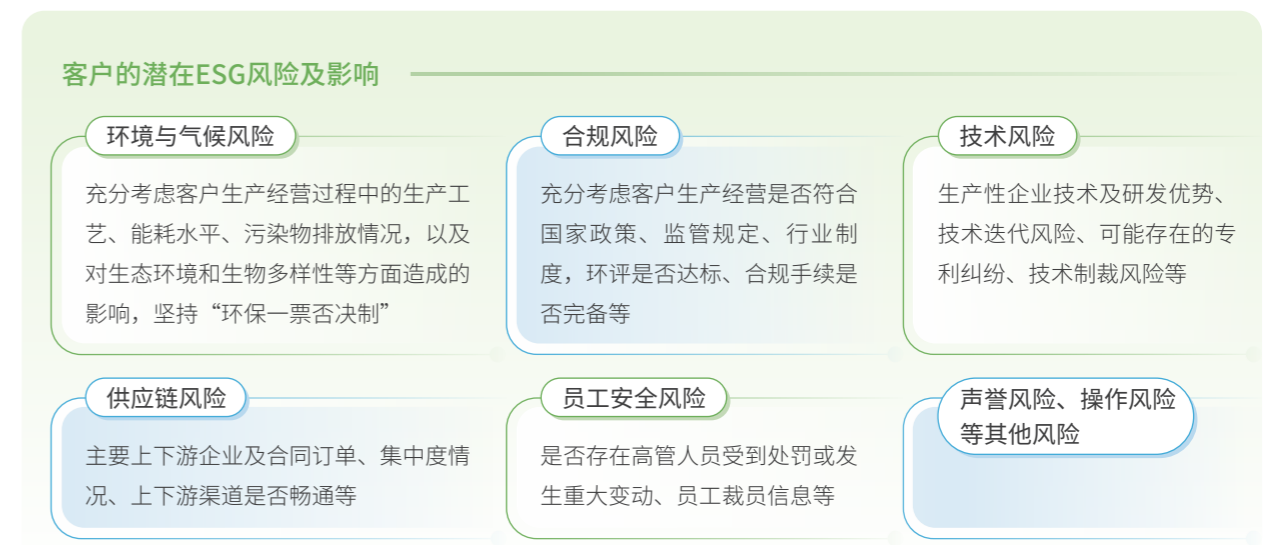 客户的潜在ESG风险及影响
环境与气候风险
充分考虑客户生产经营过程中的生产工
艺、能耗水平、污染物排放情况，以及
对生态环境和生物多样性等方面造成的
影响，坚持“环保一票否决制”
合规风险
充分考虑客户生产经营是否符合
国家政策、监管规定、行业制
度，环评是否达标、合规手续是
否完备等
技术风险
生产性企业技术及研发优势、
技术迭代风险、可能存在的专
利纠纷、技术制裁风险等
供应链风险
主要上下游企业及合同订单、集中度情
况、上下游渠道是否畅通等
员工安全风险
是否存在高管人员受到处罚或发
生重大变动、员工裁员信息等
声誉风险、操作风险
等其他风险